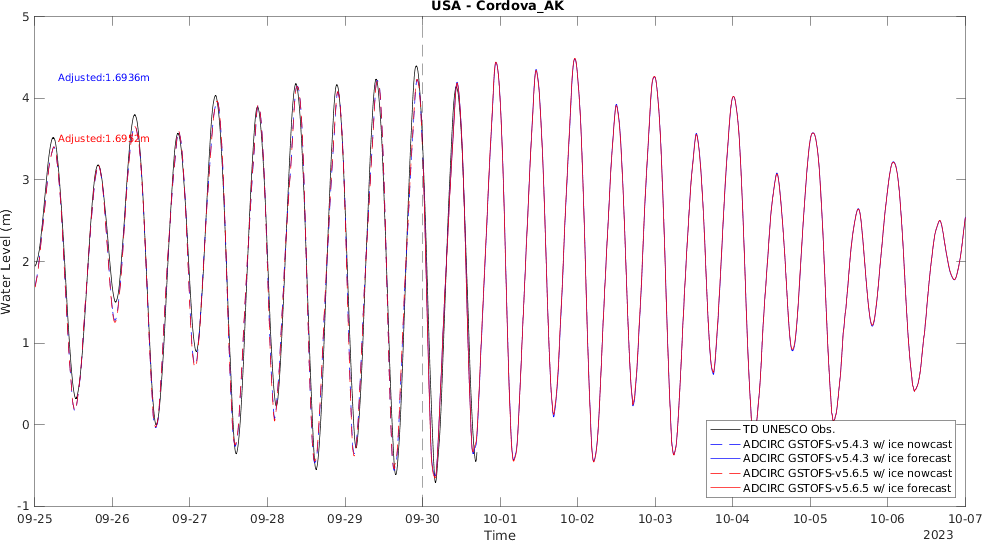 USA - Cordova_AK
5
4
3
2
1
0
-1
Water Level (m)
Adjusted:1.6936m
Adjusted:1.6952m
TD UNESCO Obs.
ADCIRC GSTOFS-v5.4.3 w/ ice nowcast
ADCIRC GSTOFS-v5.4.3 w/ ice forecast
ADCIRC GSTOFS-v5.6.5 w/ ice nowcast
ADCIRC GSTOFS-v5.6.5 w/ ice forecast
09-25 09-26 09-27 09-28 09-29 09-30 10-01 10-02 10-03 10-04 10-05 10-06 10-07
Time
2023